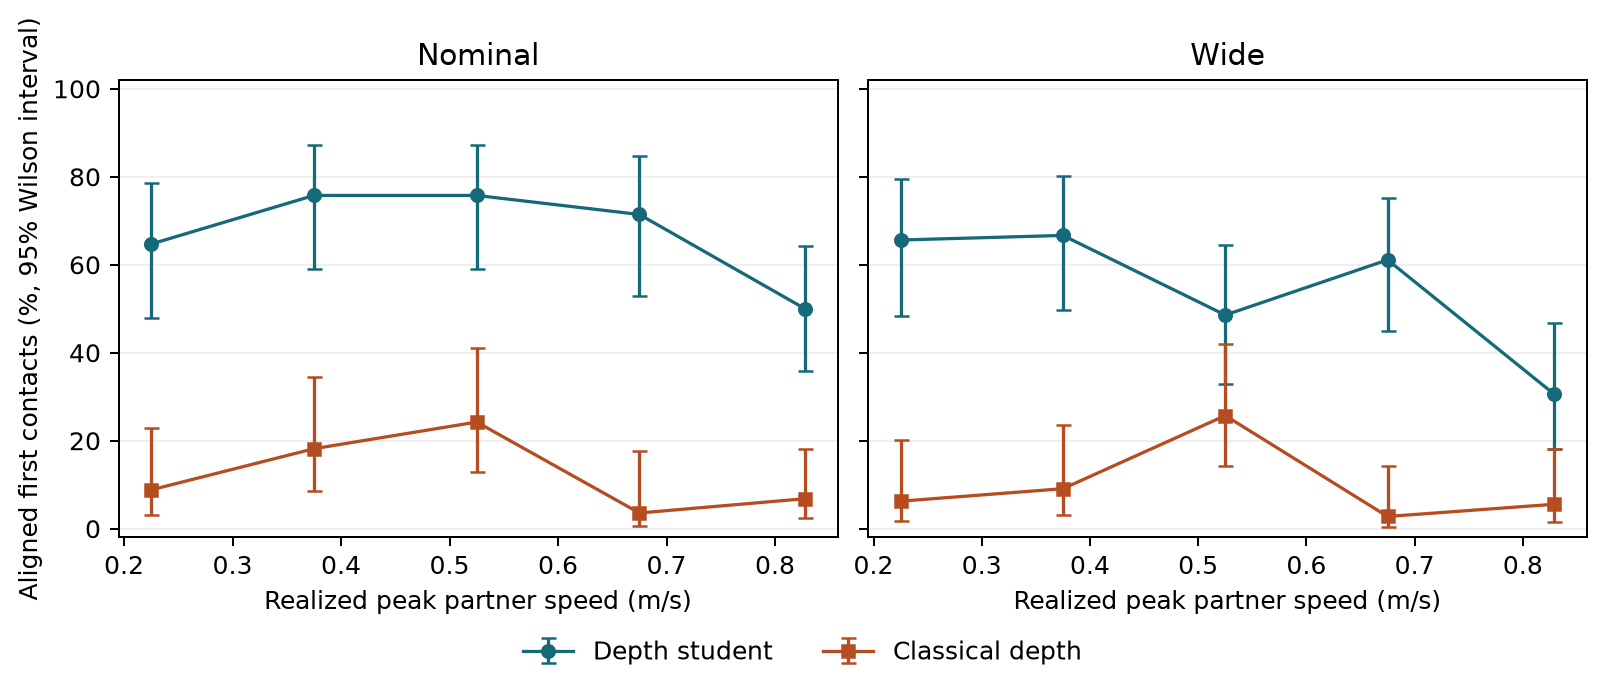 Nominal
Wide
Aligned first contacts (%, 95% Wilson interval)
100
80
60
40
20
0
0.2 0.3 0.4 0.5 0.6 0.7 0.8
0.2 0.3 0.4 0.5 0.6 0.7 0.8
Realized peak partner speed (m/s)
Realized peak partner speed (m/s)
Depth student
Classical depth